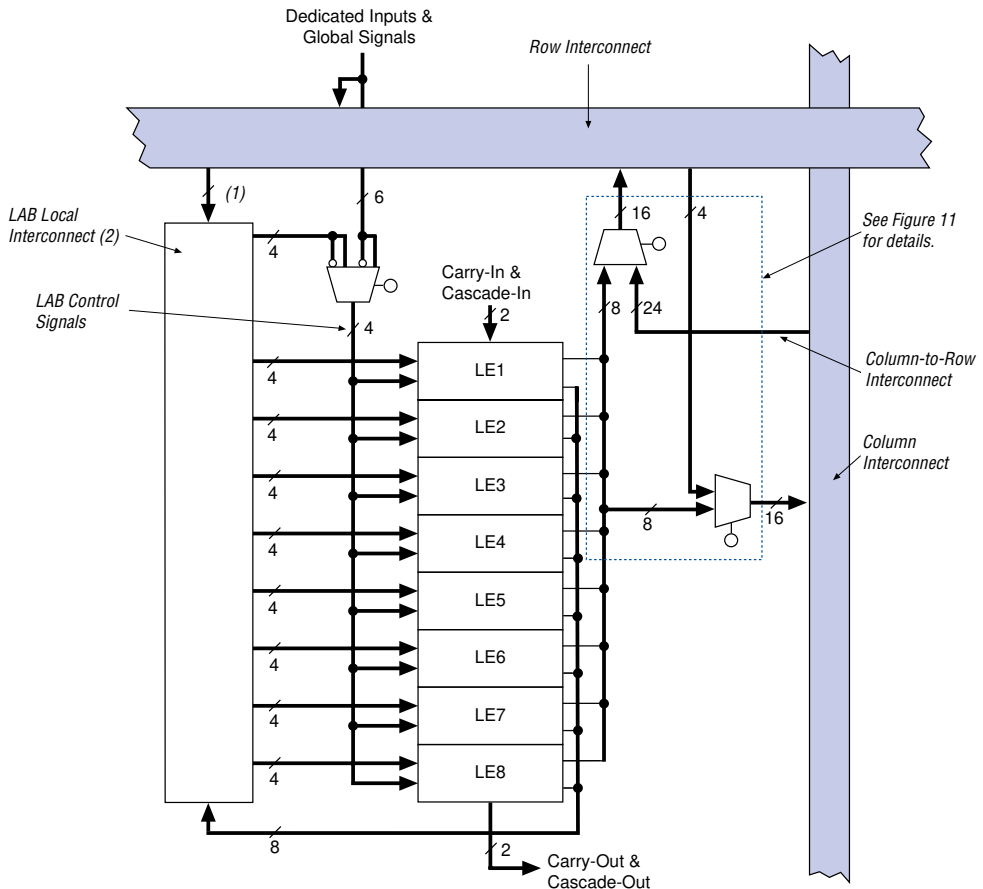 Dedicated Inputs &
Global Signals
Row Interconnect
(1)
6
16
4
LAB Local
Interconnect (2)
See Figure 11
for details.
4
Carry-In &
Cascade-In
LAB Control
Signals
4
2
8
24
Column-to-Row
Interconnect
LE1
4
LE2
4
Column
Interconnect
LE3
4
8
16
LE4
4
LE5
4
LE6
4
LE7
4
LE8
4
8
2
Carry-Out &
Cascade-Out